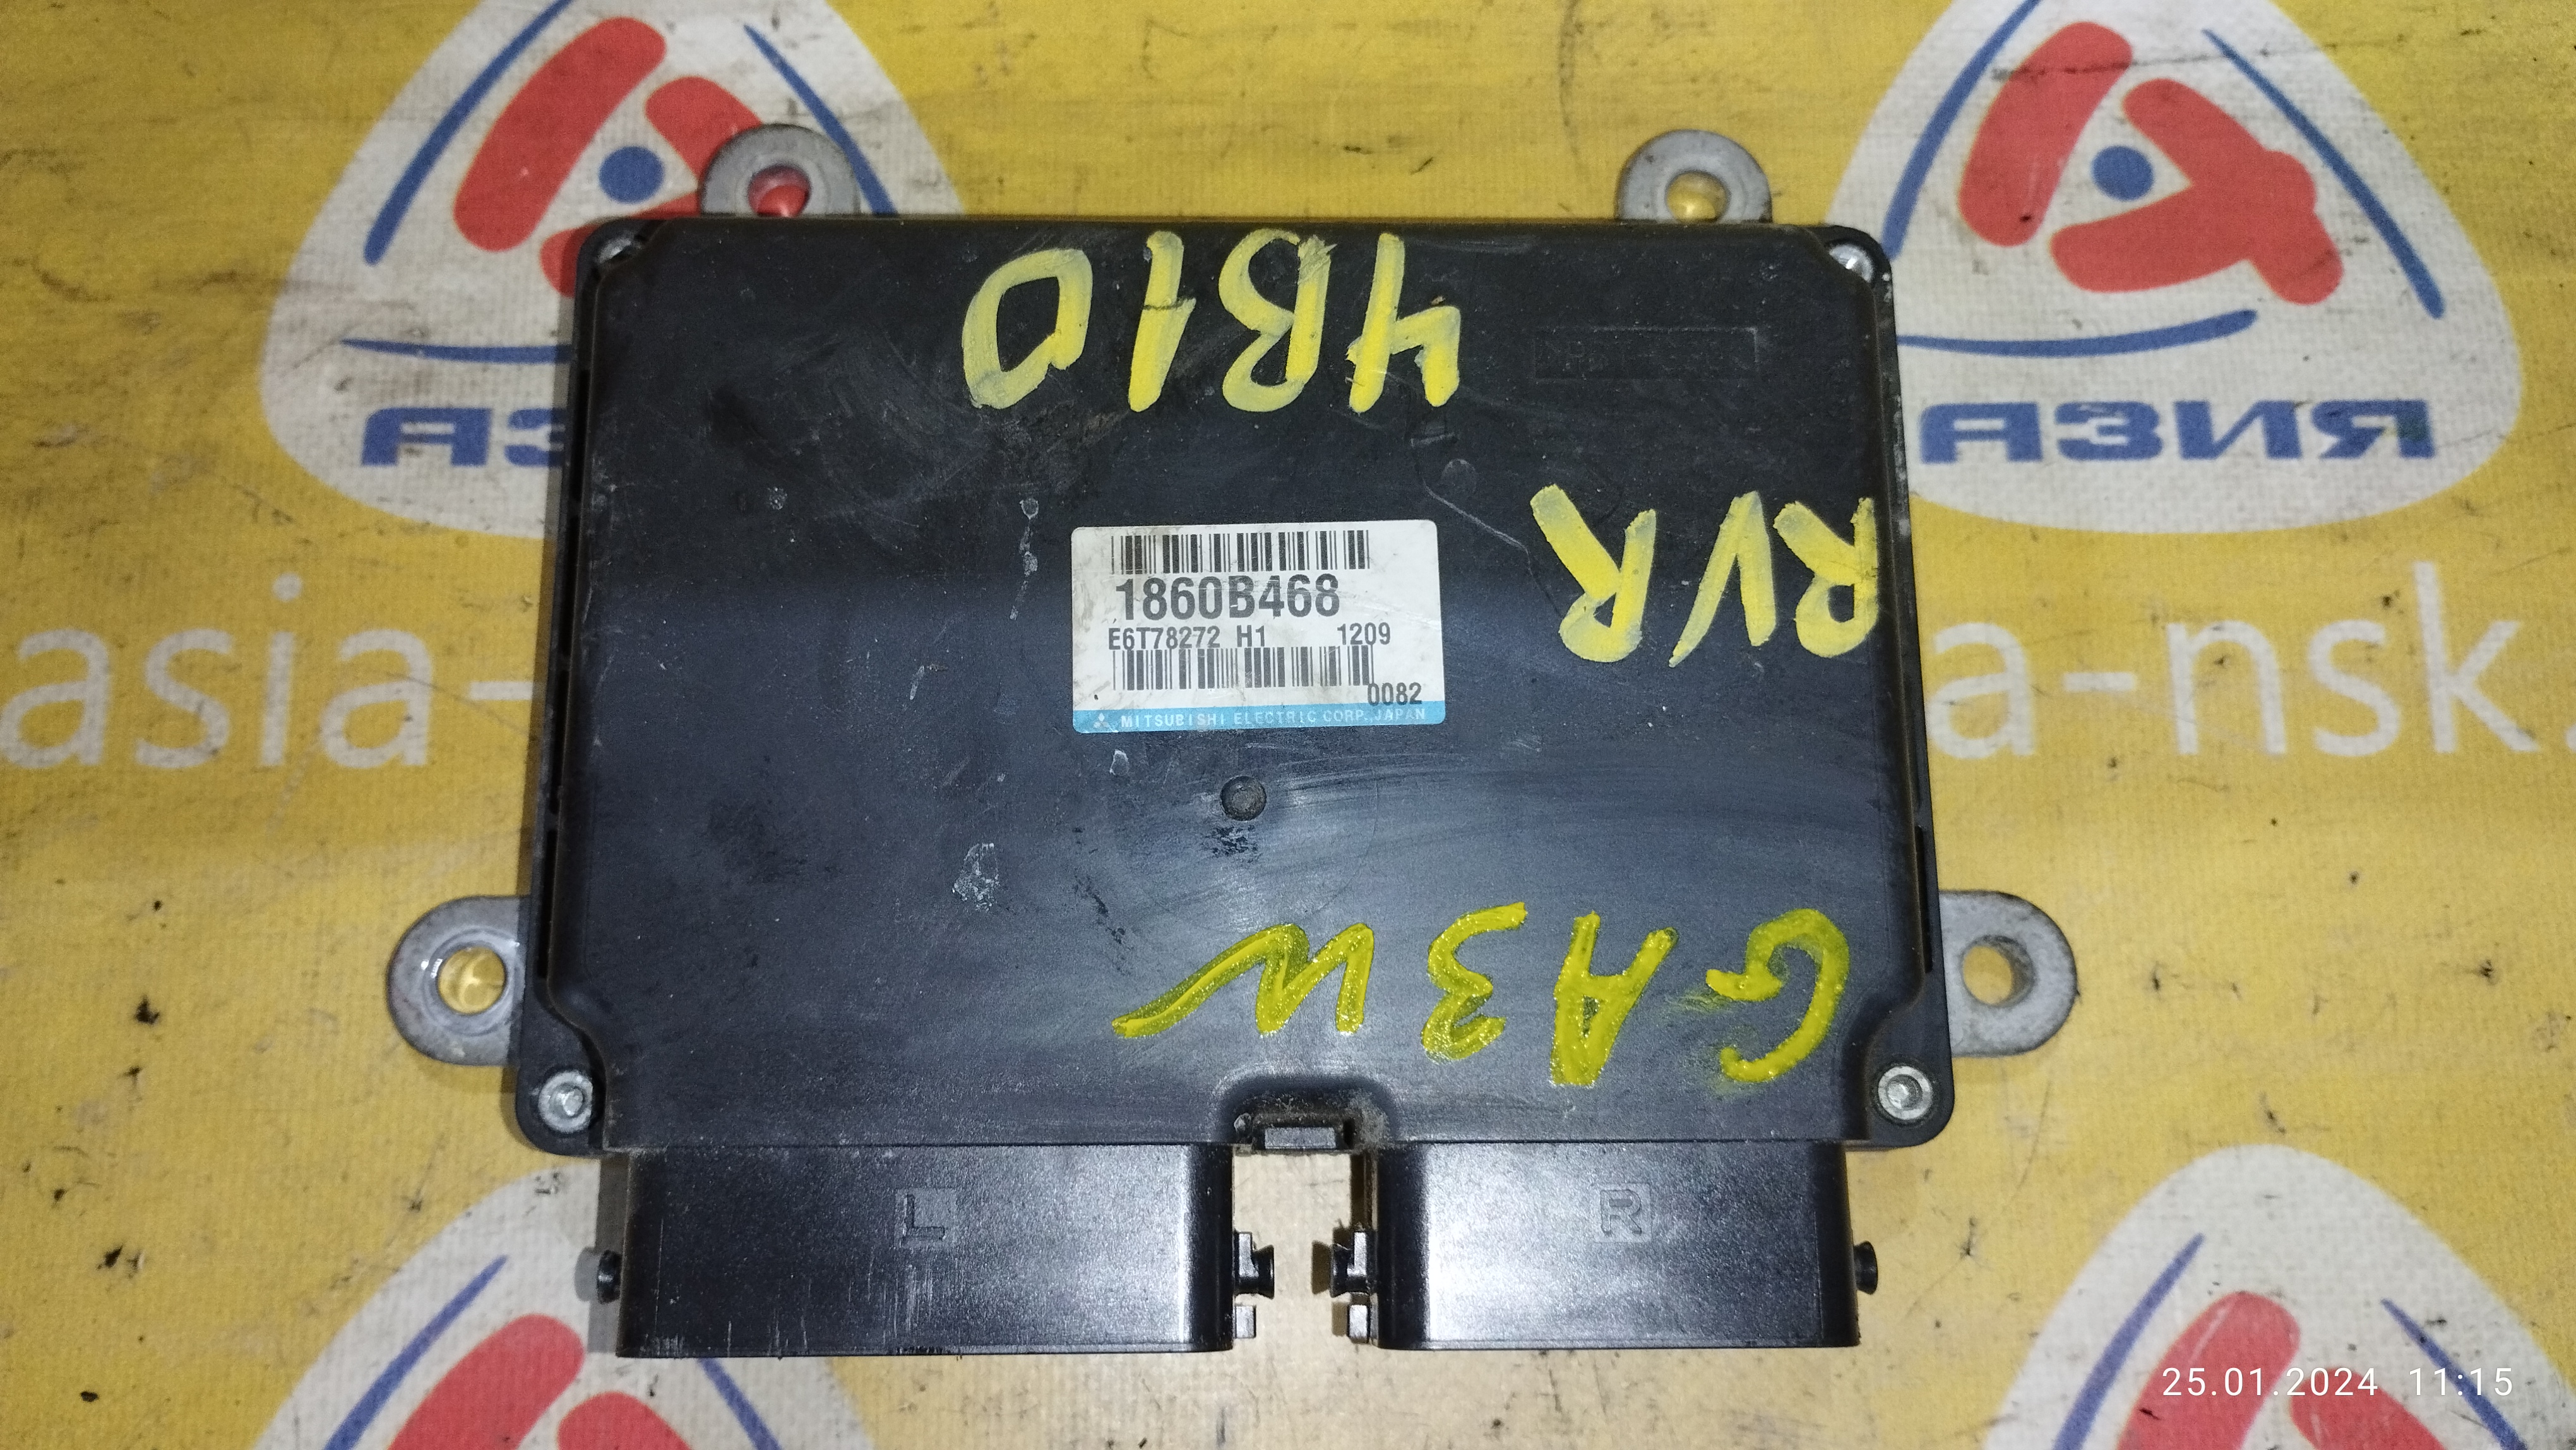 АЗ
АЗИЯ
4B10
RVR
1860B468
E6T78272 H1 1209
0082
MITSUBISHI ELECTRIC CORP. JAPAN
asia-
a-nsk.
GA3W
L
R
25.01.2024 11:15